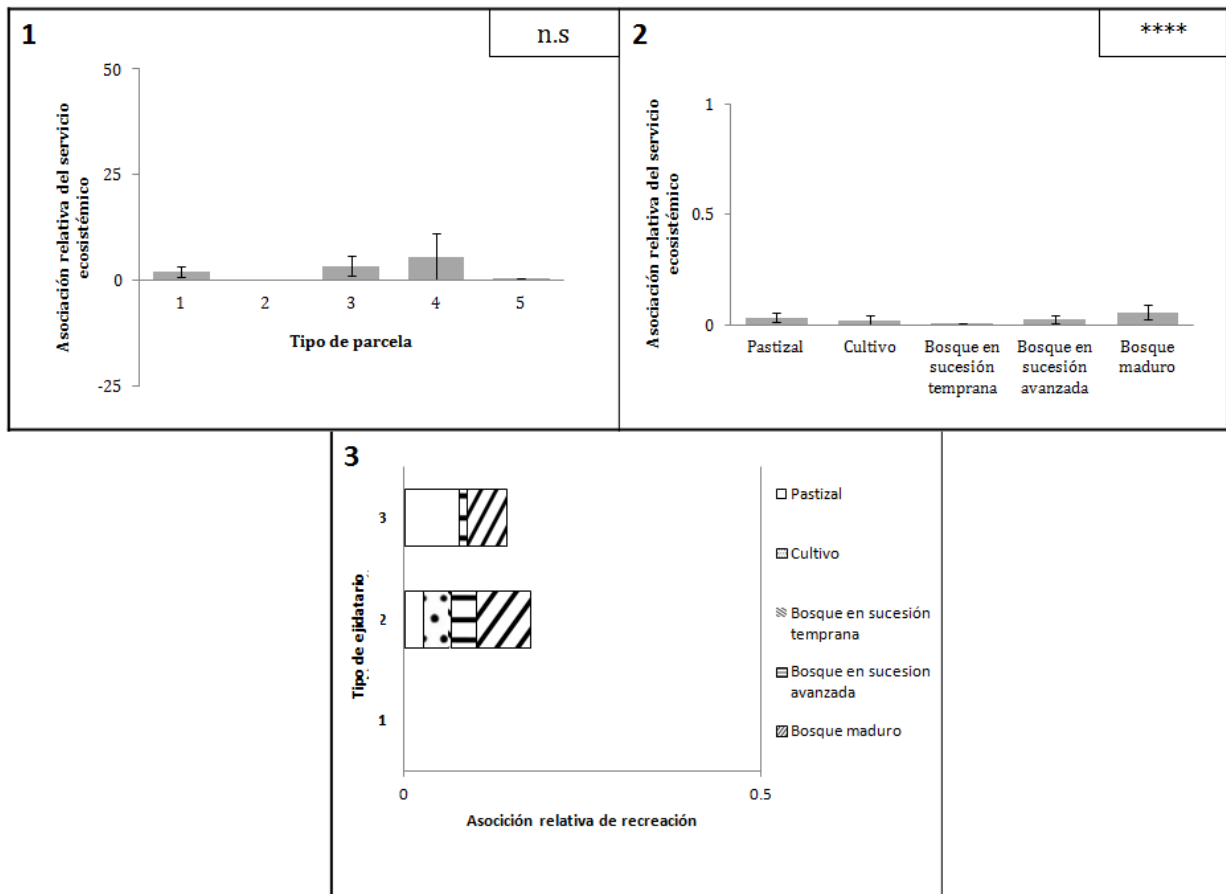 1
n.s
50
25
0
-25
Asociación relativa del servicio
ecosistémico
1 2 3 4 5
Tipo de parcela
2
****
1
0.5
0
Asociación relativa del servicio
ecosistémico
Pastizal
Cultivo
Bosque en
sucesión
temprana
Bosque en
sucesión
avanzada
Bosque
maduro
3
Tipo de ejidatario
3
2
1
0 0.5
Asocición relativa de recreación
Pastizal
Cultivo
Bosque en sucesión
temprana
Bosque en sucesion
avanzada
Bosque maduro